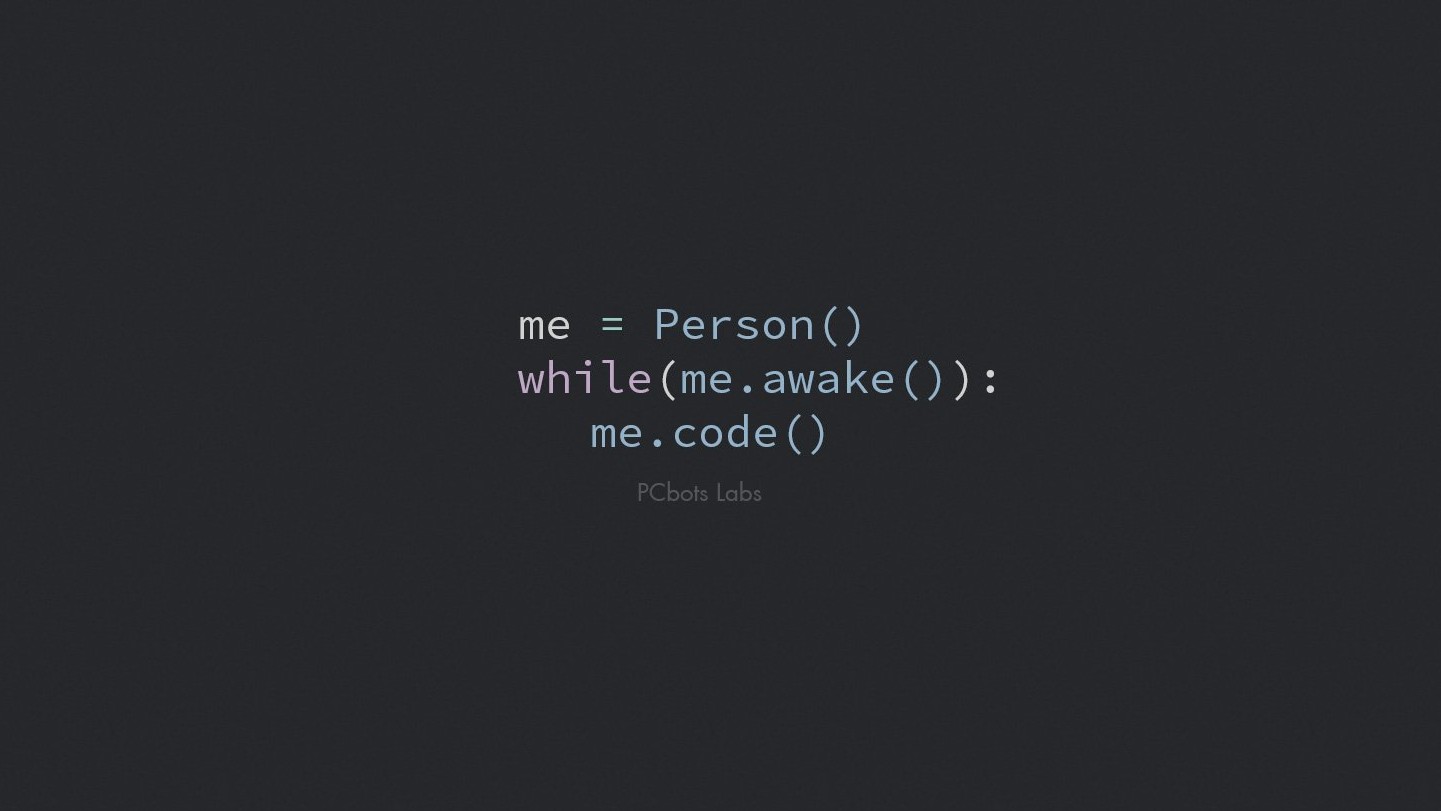 me = Person()
while(me.awake()):
   me.code()
PCbots Labs